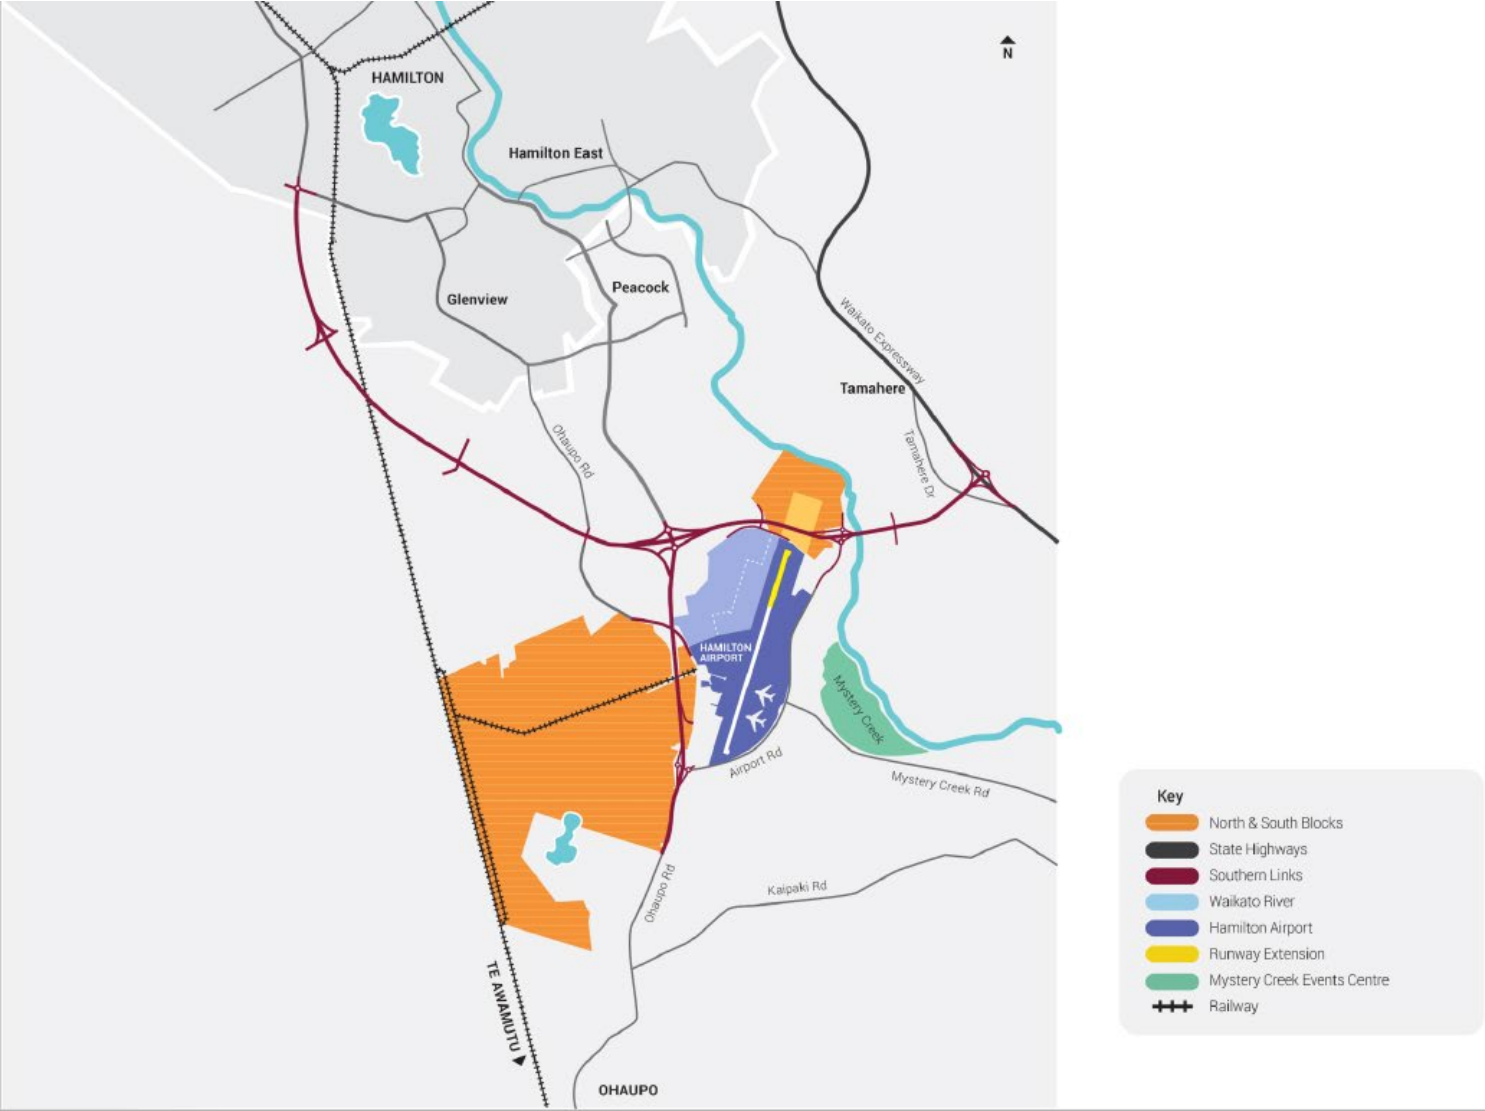 N
HAMILTON
Hamilton East
Peacock
Glenview
Waikato Expressway
Tamahere
Tamahere Dr
Ohaupo Rd
HAMILTON
AIRPORT
Mystery Creek
Airport Rd
Mystery Creek Rd
Kaipaki Rd
Ohaupo Rd
TE AWAMUTU
OHAUPO
Key
North & South Blocks
State Highways
Southern Links
Waikato River
Hamilton Airport
Runway Extension
Mystery Creek Events Centre
Railway